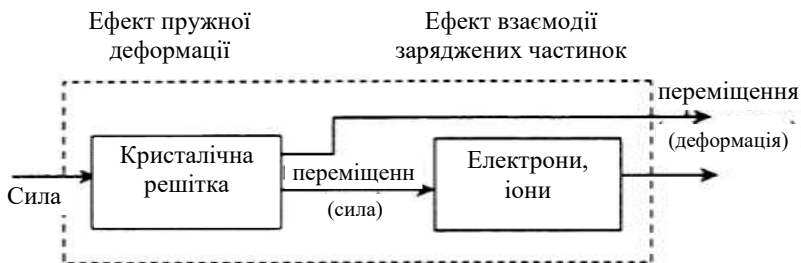 Ефект пружної
деформації
Ефект взаємодії
заряджених частинок
переміщення
(деформація)
Сила
Кристалічна
решітка
переміщенн
(сила)
Електрони,
іони